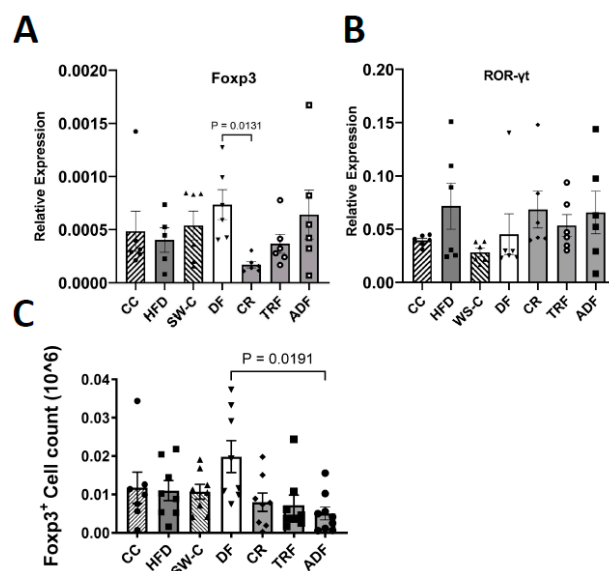 A
Foxp3
Relative Expression
0.0020
0.0015
0.0010
0.0005
0.0000
P = 0.0131
CC
HFD
SW-C
DF
CR
TRF
ADF
B
ROR-γt
Relative Expression
0.20
0.15
0.10
0.05
0.00
CC
HFD
WS-C
DF
CR
TRF
ADF
C
Foxp3+ Cell count (10^6)
0.04
0.03
0.02
0.01
0.00
P = 0.0191
CC
HFD
SW-C
DF
CR
TRF
ADF